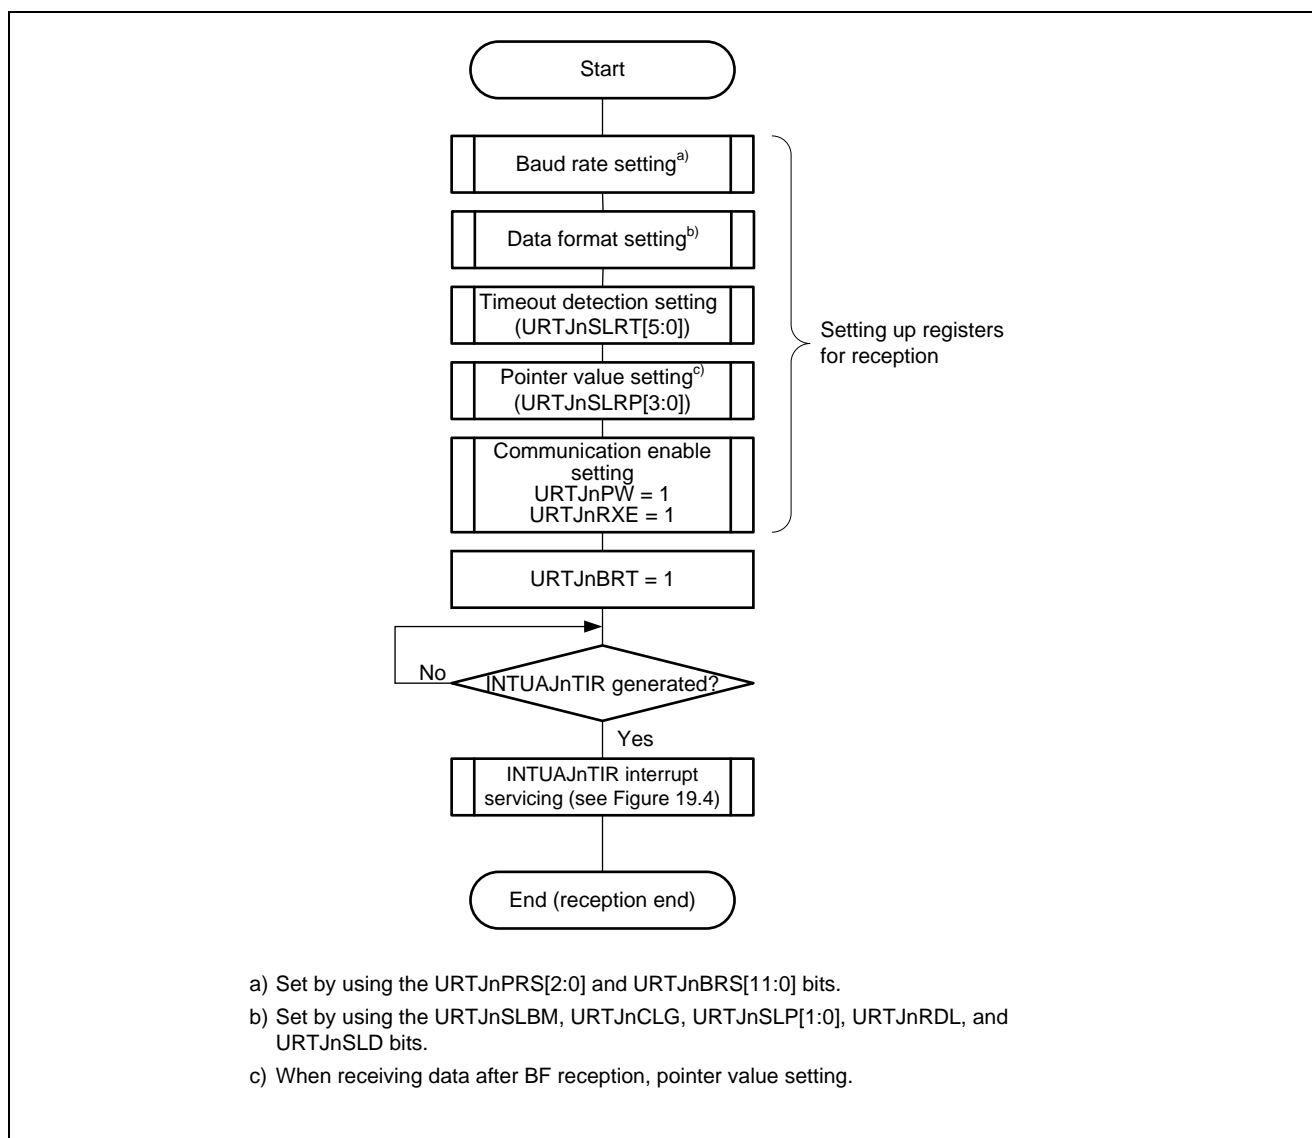 Start
Baud rate setting a)
Data format setting b)
Timeout detection setting
(URTJnSLRT[5:0])
Pointer value setting c)
(URTJnSLRP[3:0])
Communication enable
setting
URTJnPW = 1
URTJnRXE = 1
Setting up registers
for reception
URTJnBRT = 1
No
INTUAJnTIR generated?
Yes
INTUAJnTIR interrupt
servicing (see Figure 19.4)
End (reception end)
a) Set by using the URTJnPRS[2:0] and URTJnBRS[11:0] bits.
b) Set by using the URTJnSLBM, URTJnCLG, URTJnSLP[1:0], URTJnRDL, and
URTJnSLD bits.
c) When receiving data after BF reception, pointer value setting.